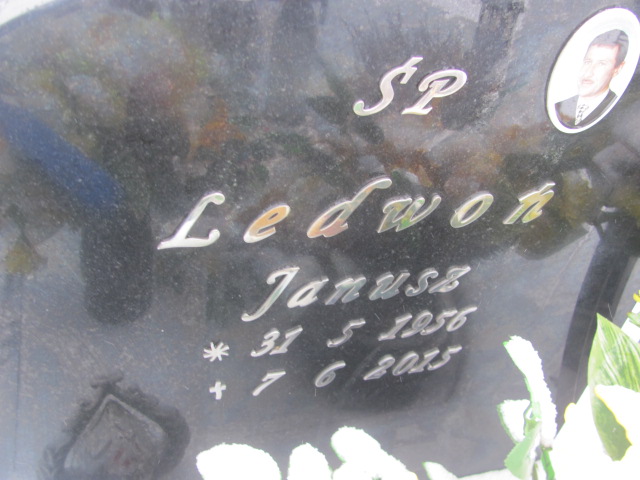 ŚP
Ledwoń
Janusz
* 31 5 1956
+ 7 6 2015